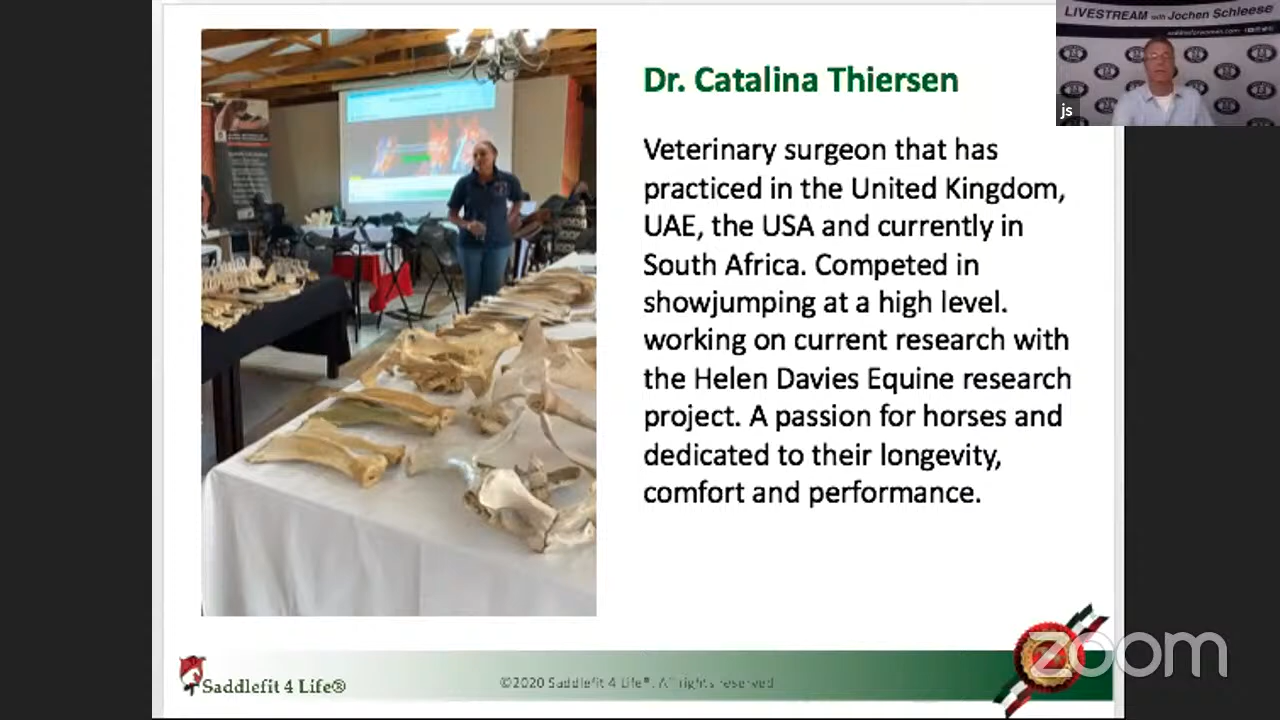 LIVESTREAM with Jochen Schleese
js
Dr. Catalina Thiersen
Veterinary surgeon that has
practiced in the United Kingdom,
UAE, the USA and currently in
South Africa. Competed in
showjumping at a high level.
working on current research with
the Helen Davies Equine research
project. A passion for horses and
dedicated to their longevity,
comfort and performance.
Saddlefit 4 Life®
©2020 Saddlefit 4 Life®. All rights reserved
zoom